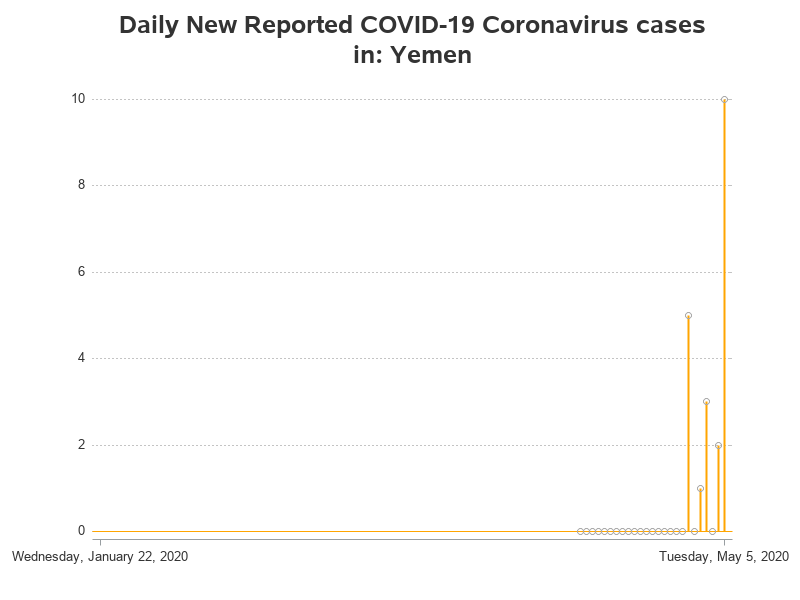 Daily New Reported COVID-19 Coronavirus cases
in: Yemen
10
8
6
4
2
0
Wednesday, January 22, 2020
Tuesday, May 5, 2020